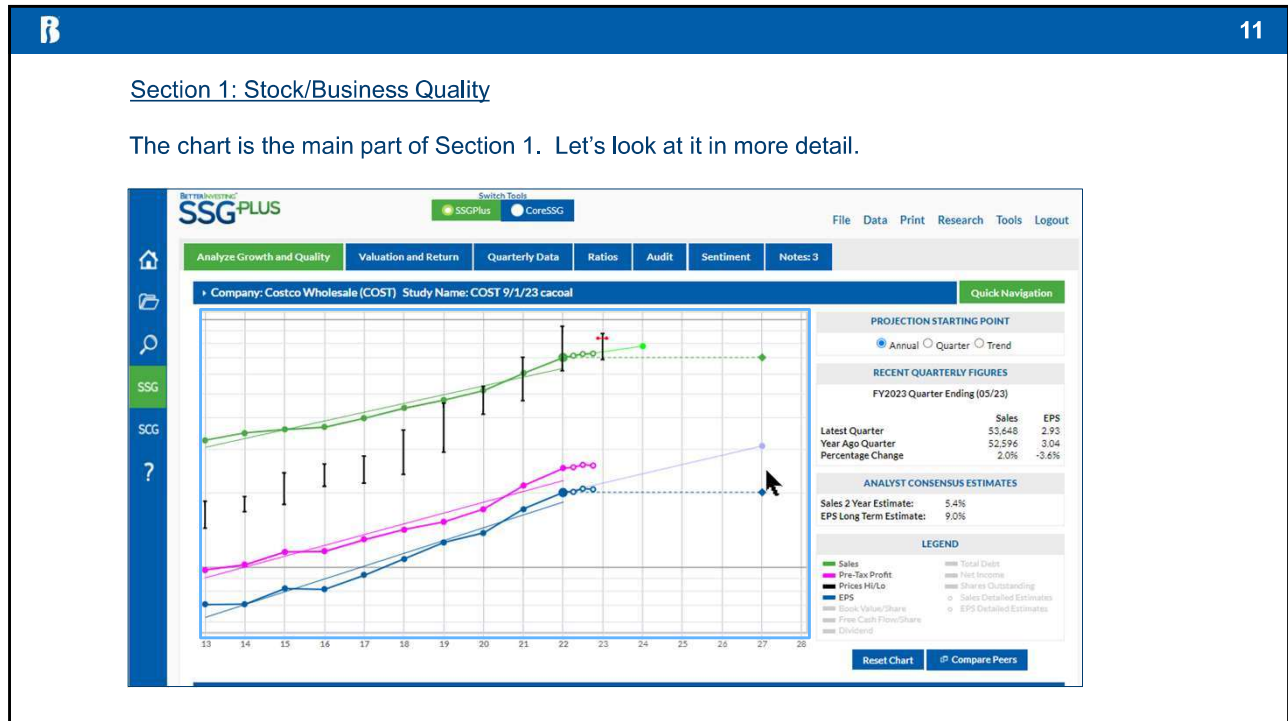 11
Section 1: Stock/Business Quality
The chart is the main part of Section 1. Let's look at it in more detail.
BETTERINVESTING™
SSGPLUS
Switch Tools
SSGPlus CoreSSG
File Data Print Research Tools Logout
Analyze Growth and Quality Valuation and Return Quarterly Data Ratios Audit Sentiment Notes: 3
Company: Costco Wholesale (COST) Study Name: COST 9/1/23 cacoal
Quick Navigation
SSG
SCG
?
13 14 15 16 17 18 19 20 21 22 23 24 25 26 27 28
PROJECTION STARTING POINT
Annual Quarter Trend
RECENT QUARTERLY FIGURES
FY2023 Quarter Ending (05/23)
Sales EPS
Latest Quarter 53,648 2.93
Year Ago Quarter 52,596 3.04
Percentage Change 2.0% -3.6%
ANALYST CONSENSUS ESTIMATES
Sales 2 Year Estimate: 5.4%
EPS Long Term Estimate: 9.0%
LEGEND
Sales Total Debt
Pre-Tax Profit Net Income
Prices Hi/Lo Shares Outstanding
EPS Sales Detailed Estimates
Book Value/Share EPS Detailed Estimates
Free Cash Flow/Share
Dividend
Reset Chart Compare Peers